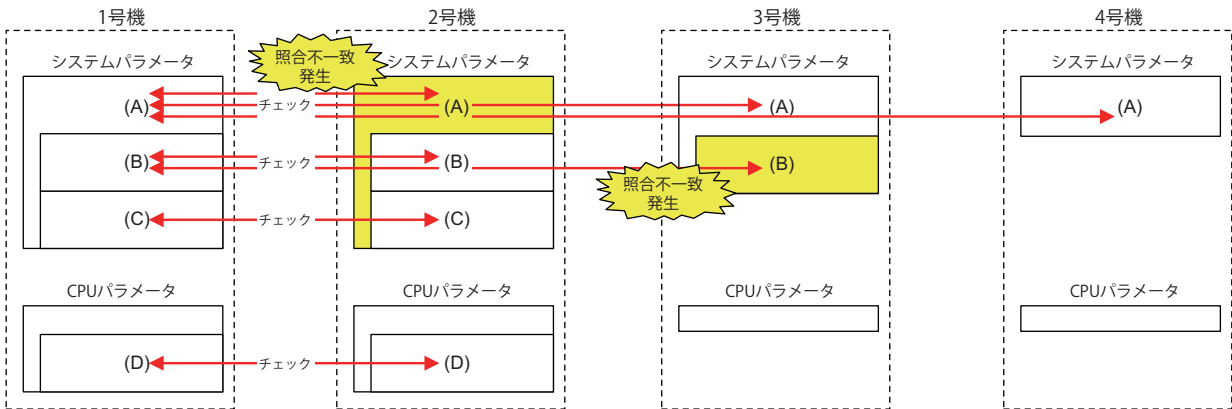 1号機
2号機
3号機
4号機
照合不一致
発生
システムパラメータ
システムパラメータ
システムパラメータ
システムパラメータ
(A)
チェック
(A)
(A)
(A)
(B)
チェック
(B)
(B)
照合不一致
発生
(C)
チェック
(C)
CPUパラメータ
CPUパラメータ
CPUパラメータ
CPUパラメータ
(D)
チェック
(D)